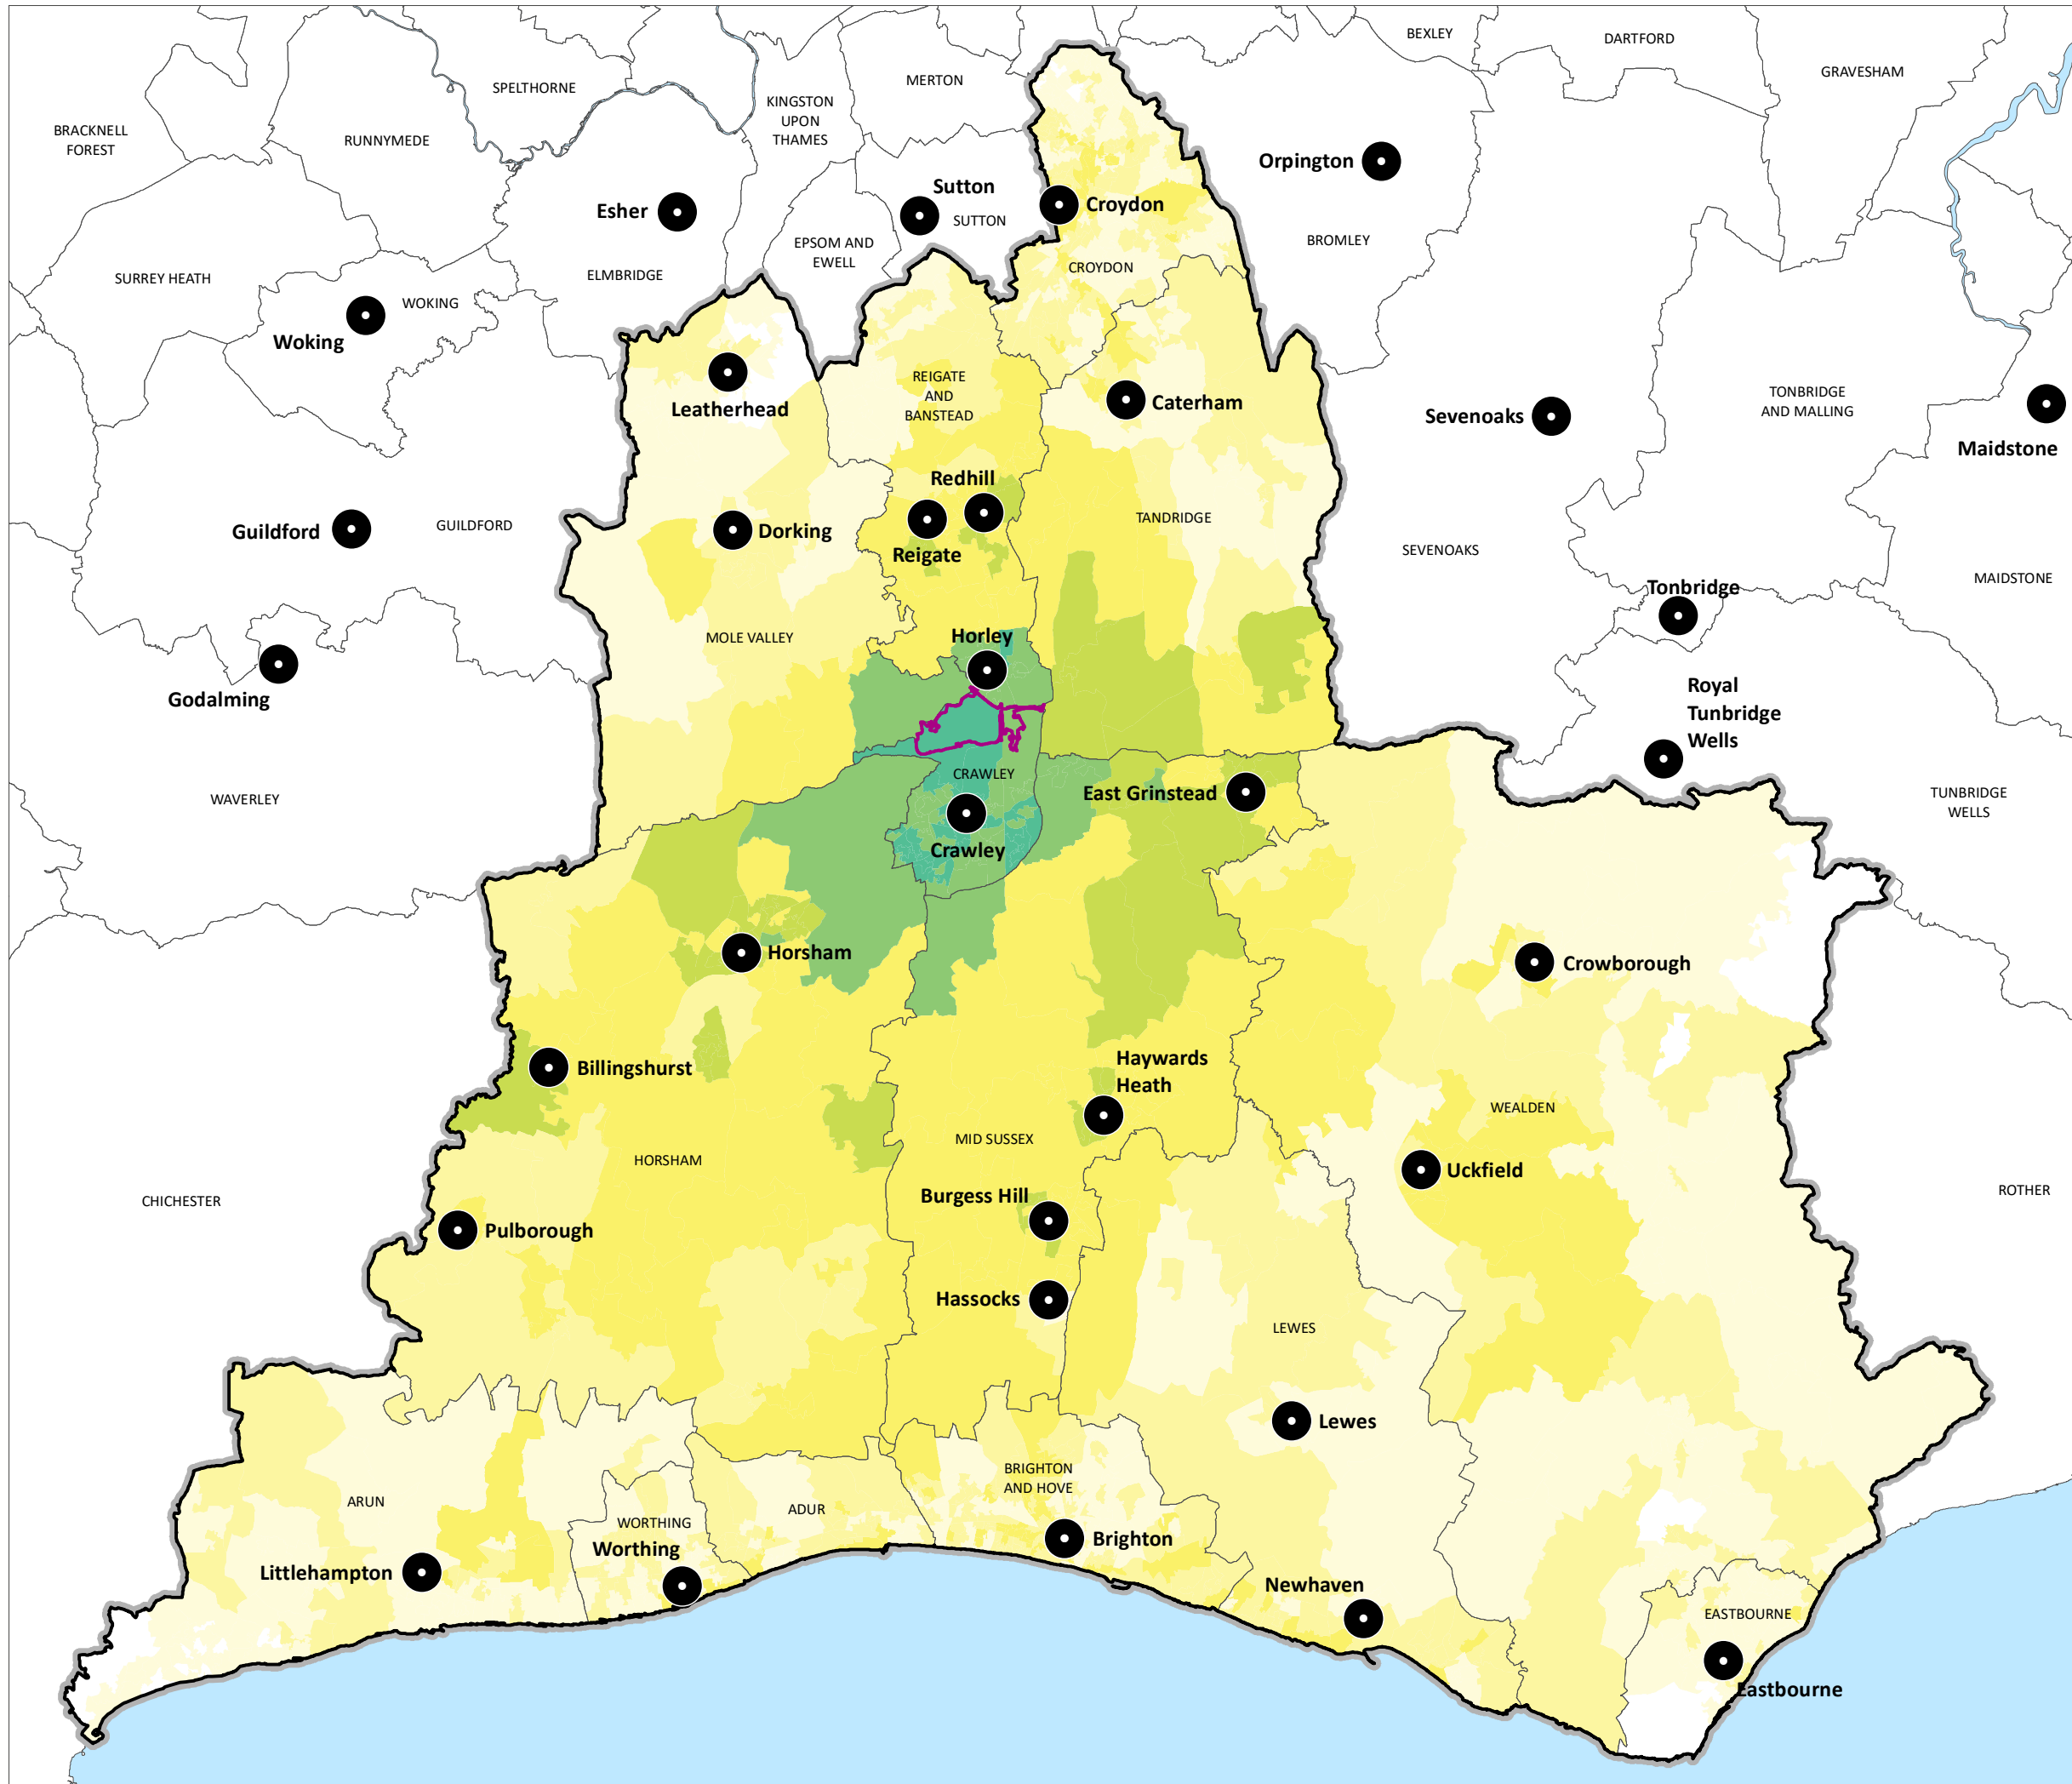 BEXLEY
DARTFORD
GRAVESHAM
SPELTHORNE
MERTON
KINGSTON
UPON
THAMES
BRACKNELL
FOREST
RUNNYMEDE
Orpington
Sutton
SUTTON
Croydon
Esher
BROMLEY
EPSOM AND
EWELL
CROYDON
SURREY HEATH
ELMBRIDGE
WOKING
Woking
REIGATE
AND
BANSTEAD
TONBRIDGE
AND MALLING
Leatherhead
Caterham
Sevenoaks
Maidstone
Redhill
Guildford
GUILDFORD
Dorking
TANDRIDGE
Reigate
SEVENOAKS
MAIDSTONE
Tonbridge
MOLE VALLEY
Horley
Godalming
Royal
Tunbridge
Wells
CRAWLEY
WAVERLEY
East Grinstead
TUNBRIDGE
WELLS
Crawley
Horsham
Crowborough
Billingshurst
Haywards
Heath
WEALDEN
MID SUSSEX
HORSHAM
Uckfield
CHICHESTER
ROTHER
Burgess Hill
Pulborough
Hassocks
LEWES
Lewes
BRIGHTON
AND HOVE
ARUN
ADUR
WORTHING
Worthing
Brighton
Littlehampton
Newhaven
EASTBOURNE
Eastbourne